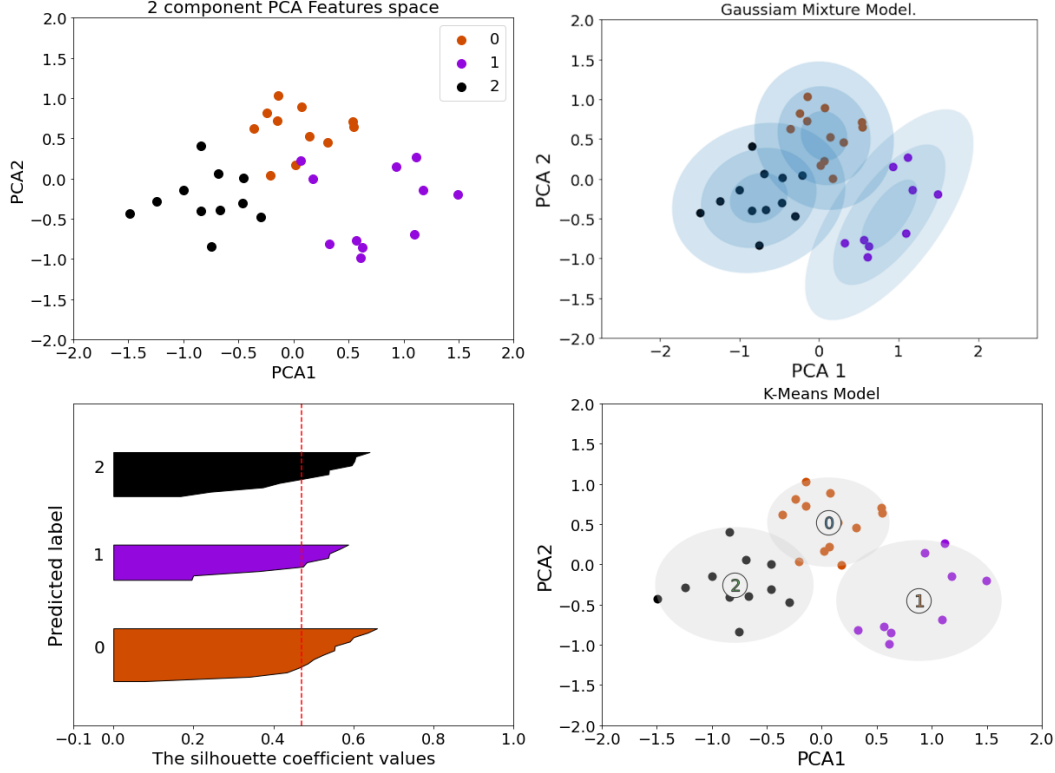 2 component PCA Features space
2.0
1.5
1.0
0.5
0.0
−0.5
−1.0
−1.5
−2.0
PCA2
0
1
2
−2.0 −1.5 −1.0 −0.5 0.0 0.5 1.0 1.5 2.0
PCA1
Gaussiam Mixture Model.
2.0
1.5
1.0
0.5
0.0
−0.5
−1.0
−1.5
−2.0
PCA 2
−2 −1 0 1 2
PCA 1
Predicted label
2
1
0
−0.1 0.0 0.2 0.4 0.6 0.8 1.0
The silhouette coefficient values
K-Means Model
2.0
1.5
1.0
0.5
0.0
−0.5
−1.0
−1.5
−2.0
PCA2
0
2
1
−2.0 −1.5 −1.0 −0.5 0.0 0.5 1.0 1.5 2.0
PCA1